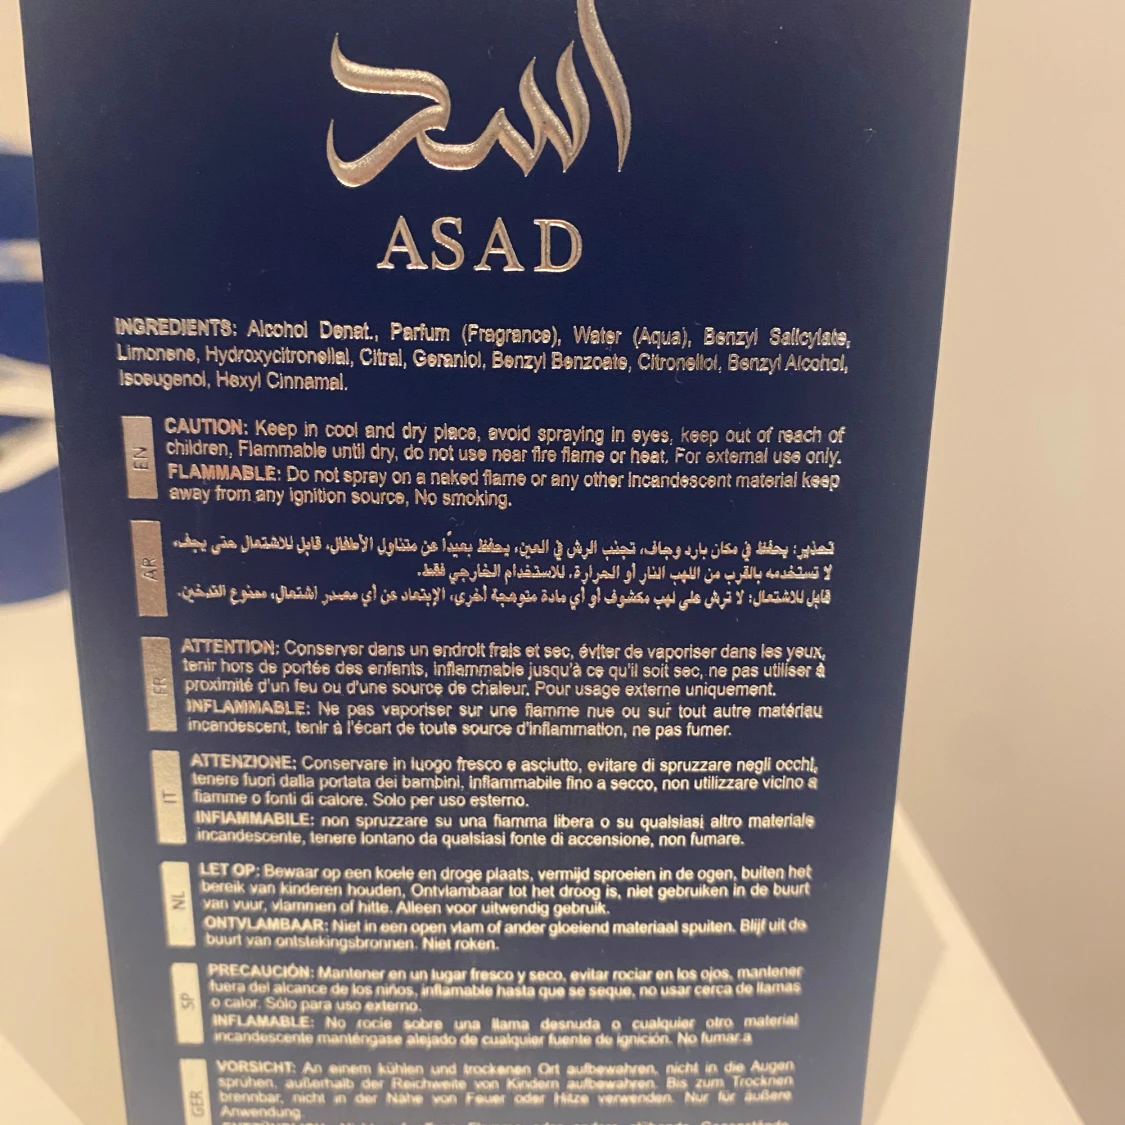 أسد
ASAD
INGREDIENTS: Alcohol Denat., Parfum (Fragrance), Water (Aqua), Benzyl Salicylate,
Limonene, Hydroxycitronellal, Citral, Geraniol, Benzyl Benzoate, Citronellol, Benzyl Alcohol,
Isoeugenol, Hexyl Cinnamal.
EN
CAUTION: Keep in cool and dry place, avoid spraying in eyes, keep out of reach of
children, Flammable until dry, do not use near fire flame or heat. For external use only.
FLAMMABLE: Do not spray on a naked flame or any other Incandescent material keep
away from any ignition source, No smoking.
AR
تحذير: يحفظ في مكان بارد وجاف، تجنب الرش في العين، يحفظ بعيدًا عن متناول الأطفال، قابل للاشتعال حتى يجف،
لا تستخدمه بالقرب من اللهب النار أو الحرارة. للاستخدام الخارجي فقط.
قابل للاشتعال: لا ترش على لهب مكشوف أو أي مادة متوهجة أخرى، الإبتعاد عن أي مصدر اشتعال، ممنوع التدخين.
FR
ATTENTION: Conserver dans un endroit frais et sec, éviter de vaporiser dans les yeux,
tenir hors de portée des enfants, inflammable jusqu'à ce qu'il soit sec, ne pas utiliser à
proximité d'un feu ou d'une source de chaleur. Pour usage externe uniquement.
INFLAMMABLE: Ne pas vaporiser sur une flamme nue ou sur tout autre matériau
incandescent, tenir à l'écart de toute source d'inflammation, ne pas fumer.
IT
ATTENZIONE: Conservare in luogo fresco e asciutto, evitare di spruzzare negli occhi,
tenere fuori dalla portata dei bambini, infiammabile fino a secco, non utilizzare vicino a
fiamme o fonti di calore. Solo per uso esterno.
INFIAMMABILE: non spruzzare su una fiamma libera o su qualsiasi altro materiale
incandescente, tenere lontano da qualsiasi fonte di accensione, non fumare.
NL
LET OP: Bewaar op een koele en droge plaats, vermijd sproeien in de ogen, buiten het
bereik van kinderen houden, Ontvlambaar tot het droog is, niet gebruiken in de buurt
van vuur, vlammen of hitte. Alleen voor uitwendig gebruik.
ONTVLAMBAAR: Niet in een open vlam of ander gloeiend materiaal spuiten. Blijf uit de
buurt van ontstekingsbronnen. Niet roken.
SP
PRECAUCIÓN: Mantener en un lugar fresco y seco, evitar rociar en los ojos, mantener
fuera del alcance de los niños, inflamable hasta que se seque, no usar cerca de llamas
o calor. Sólo para uso externo.
INFLAMABLE: No rocíe sobre una llama desnuda o cualquier otro material
incandescente manténgase alejado de cualquier fuente de ignición. No fumar.a
GER
VORSICHT: An einem kühlen und trockenen Ort aufbewahren, nicht in die Augen
sprühen, außerhalb der Reichweite von Kindern aufbewahren. Bis zum Trocknen
brennbar, nicht in der Nähe von Feuer oder Hitze verwenden. Nur für äußere
Anwendung.